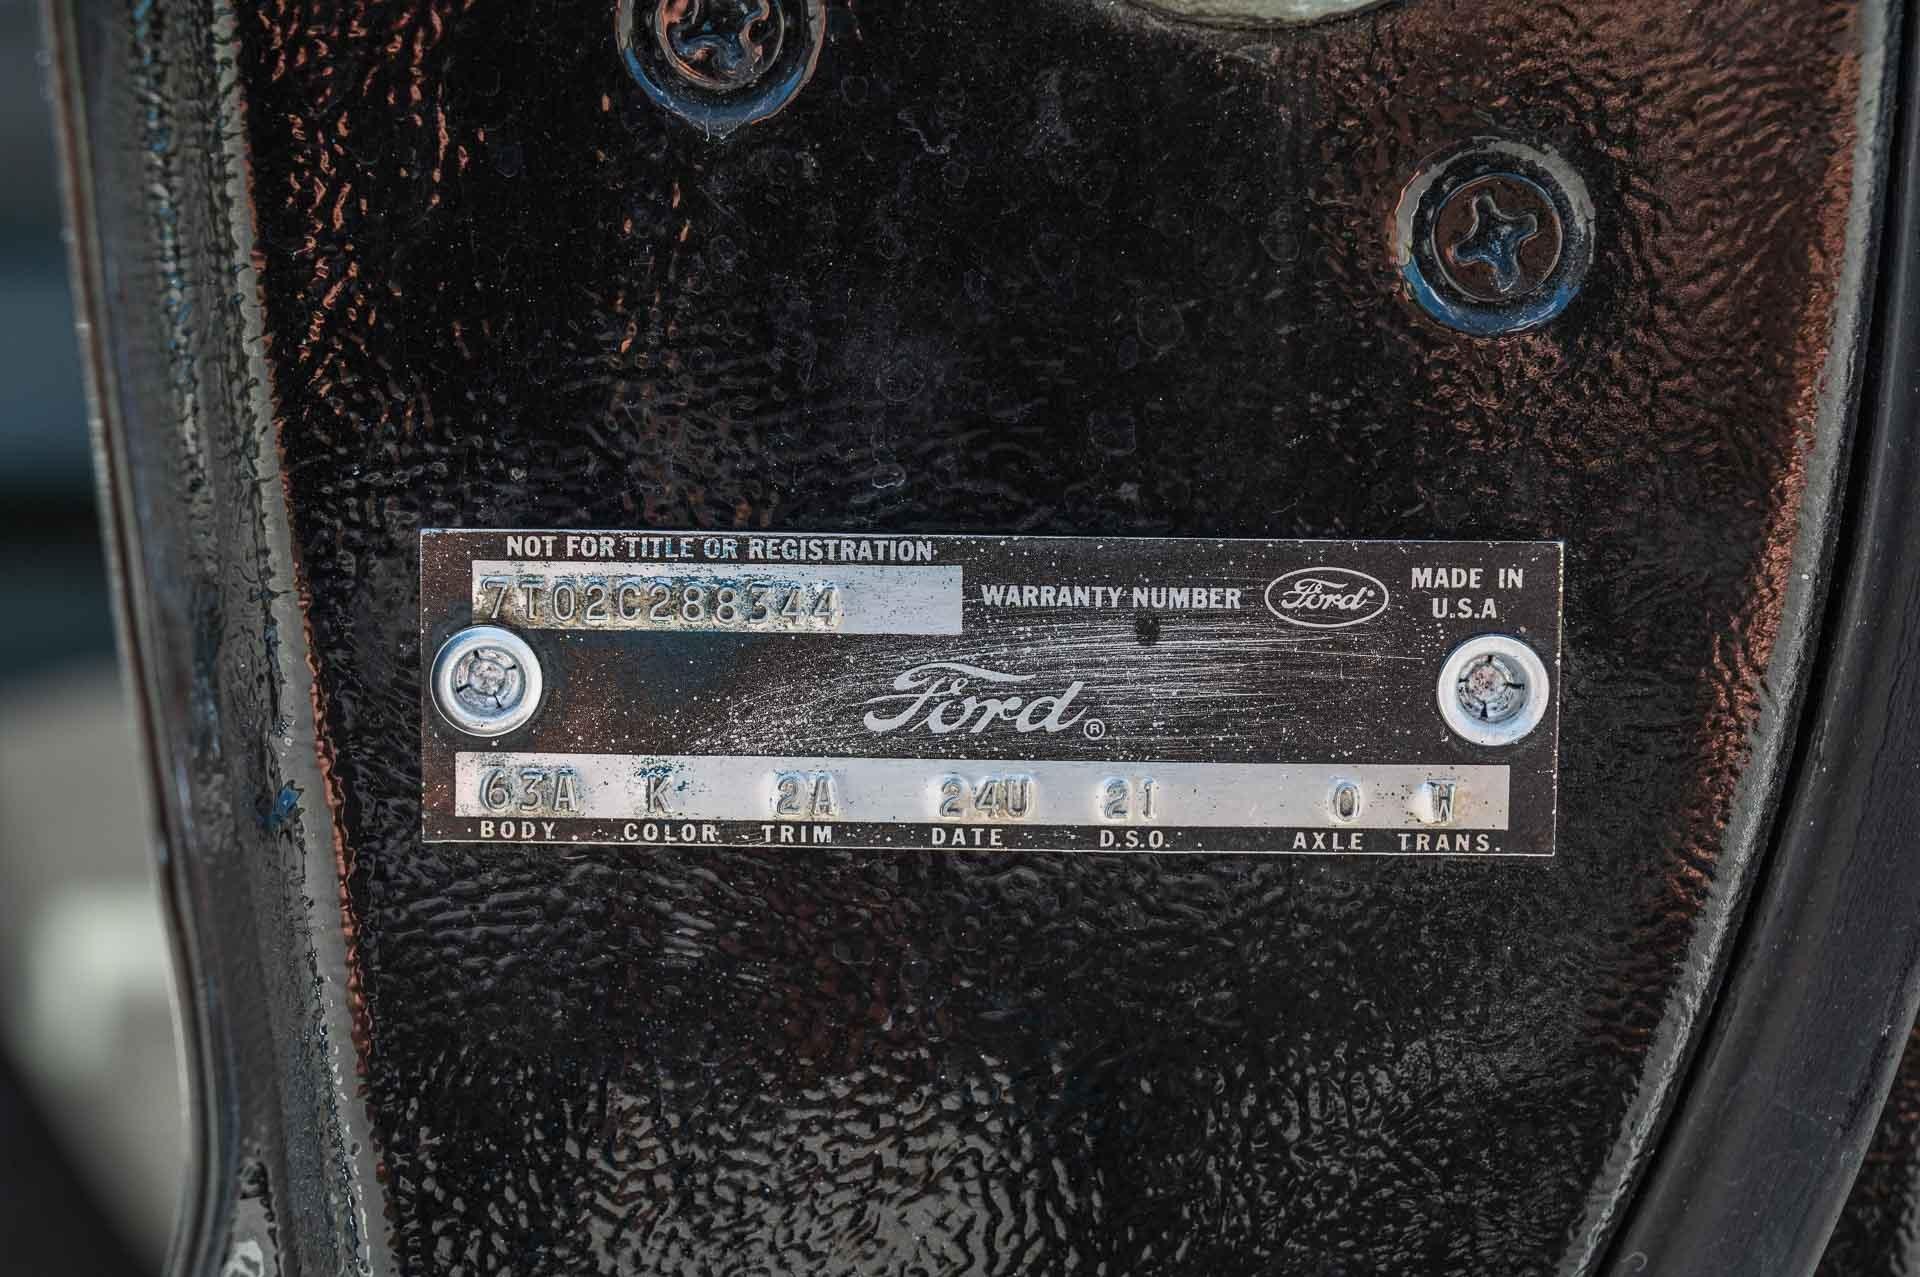 NOT FOR TITLE OR REGISTRATION
7T02C288344
WARRANTY NUMBER
Ford
MADE IN
U.S.A
Ford®
63A K 2A 24U 21 0 W
BODY COLOR TRIM DATE D.S.O. AXLE TRANS.